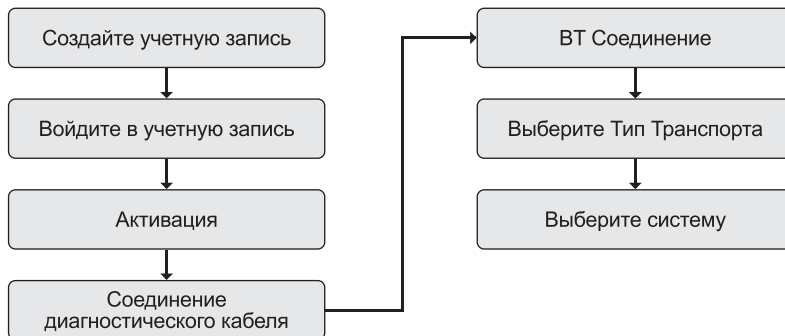 Создайте учетную запись
Войдите в учетную запись
Активация
Соединение
диагностического кабеля
BT Соединение
Выберите Тип Транспорта
Выберите систему